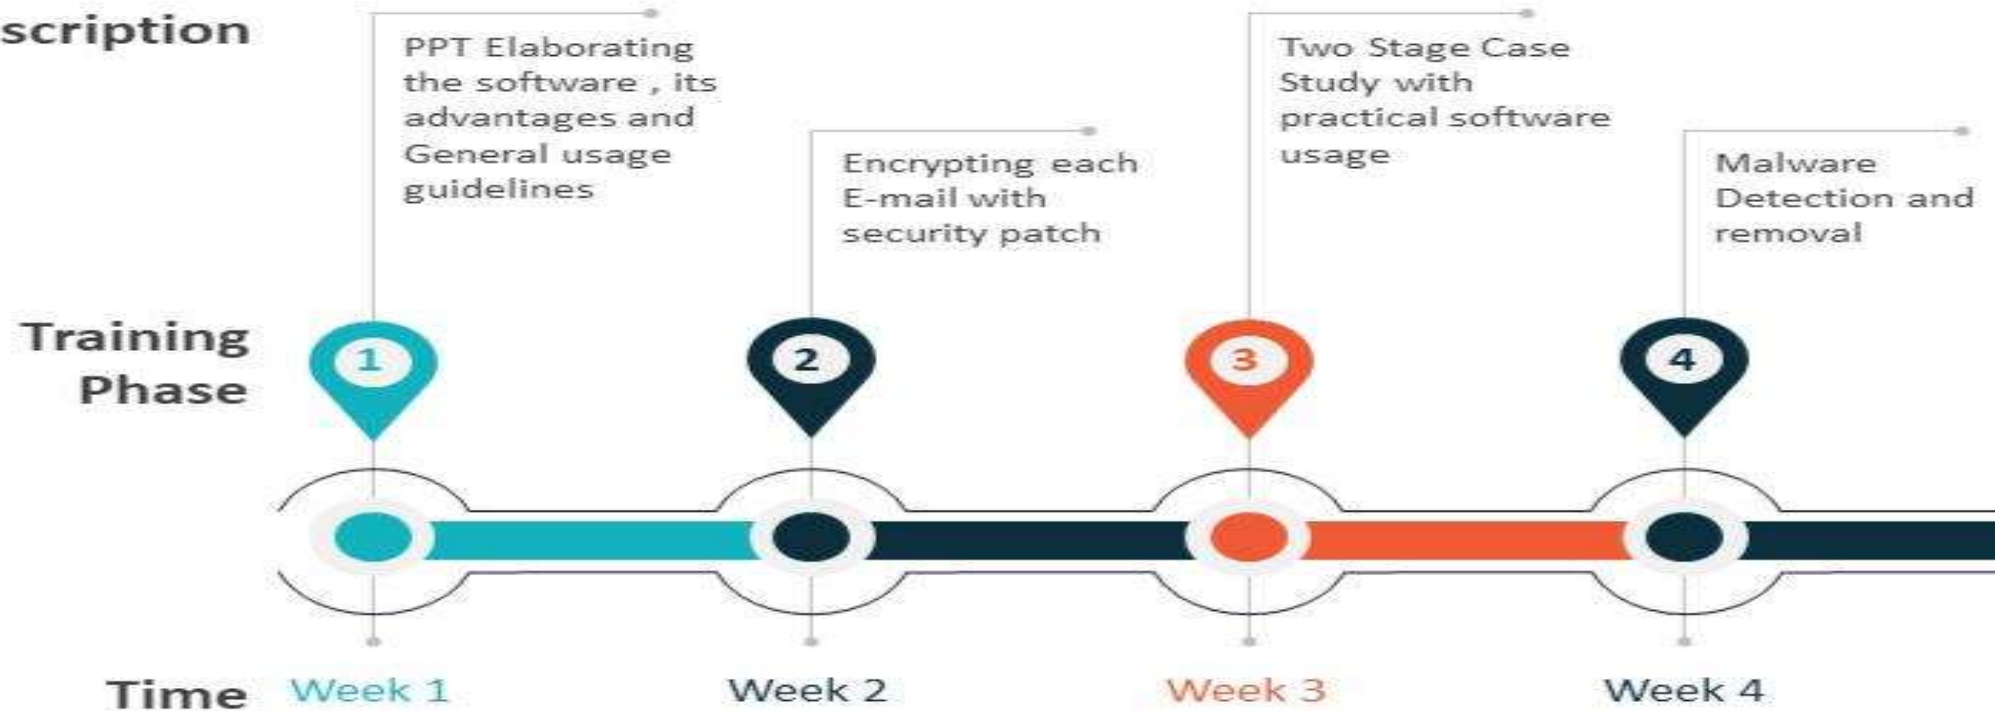 scription
PPT Elaborating
the software , its
advantages and
General usage
guidelines
Encrypting each
E-mail with
security patch
Two Stage Case
Study with
practical software
usage
Malware
Detection and
removal
Training
Phase
1
2
3
4
Time
Week 1
Week 2
Week 3
Week 4